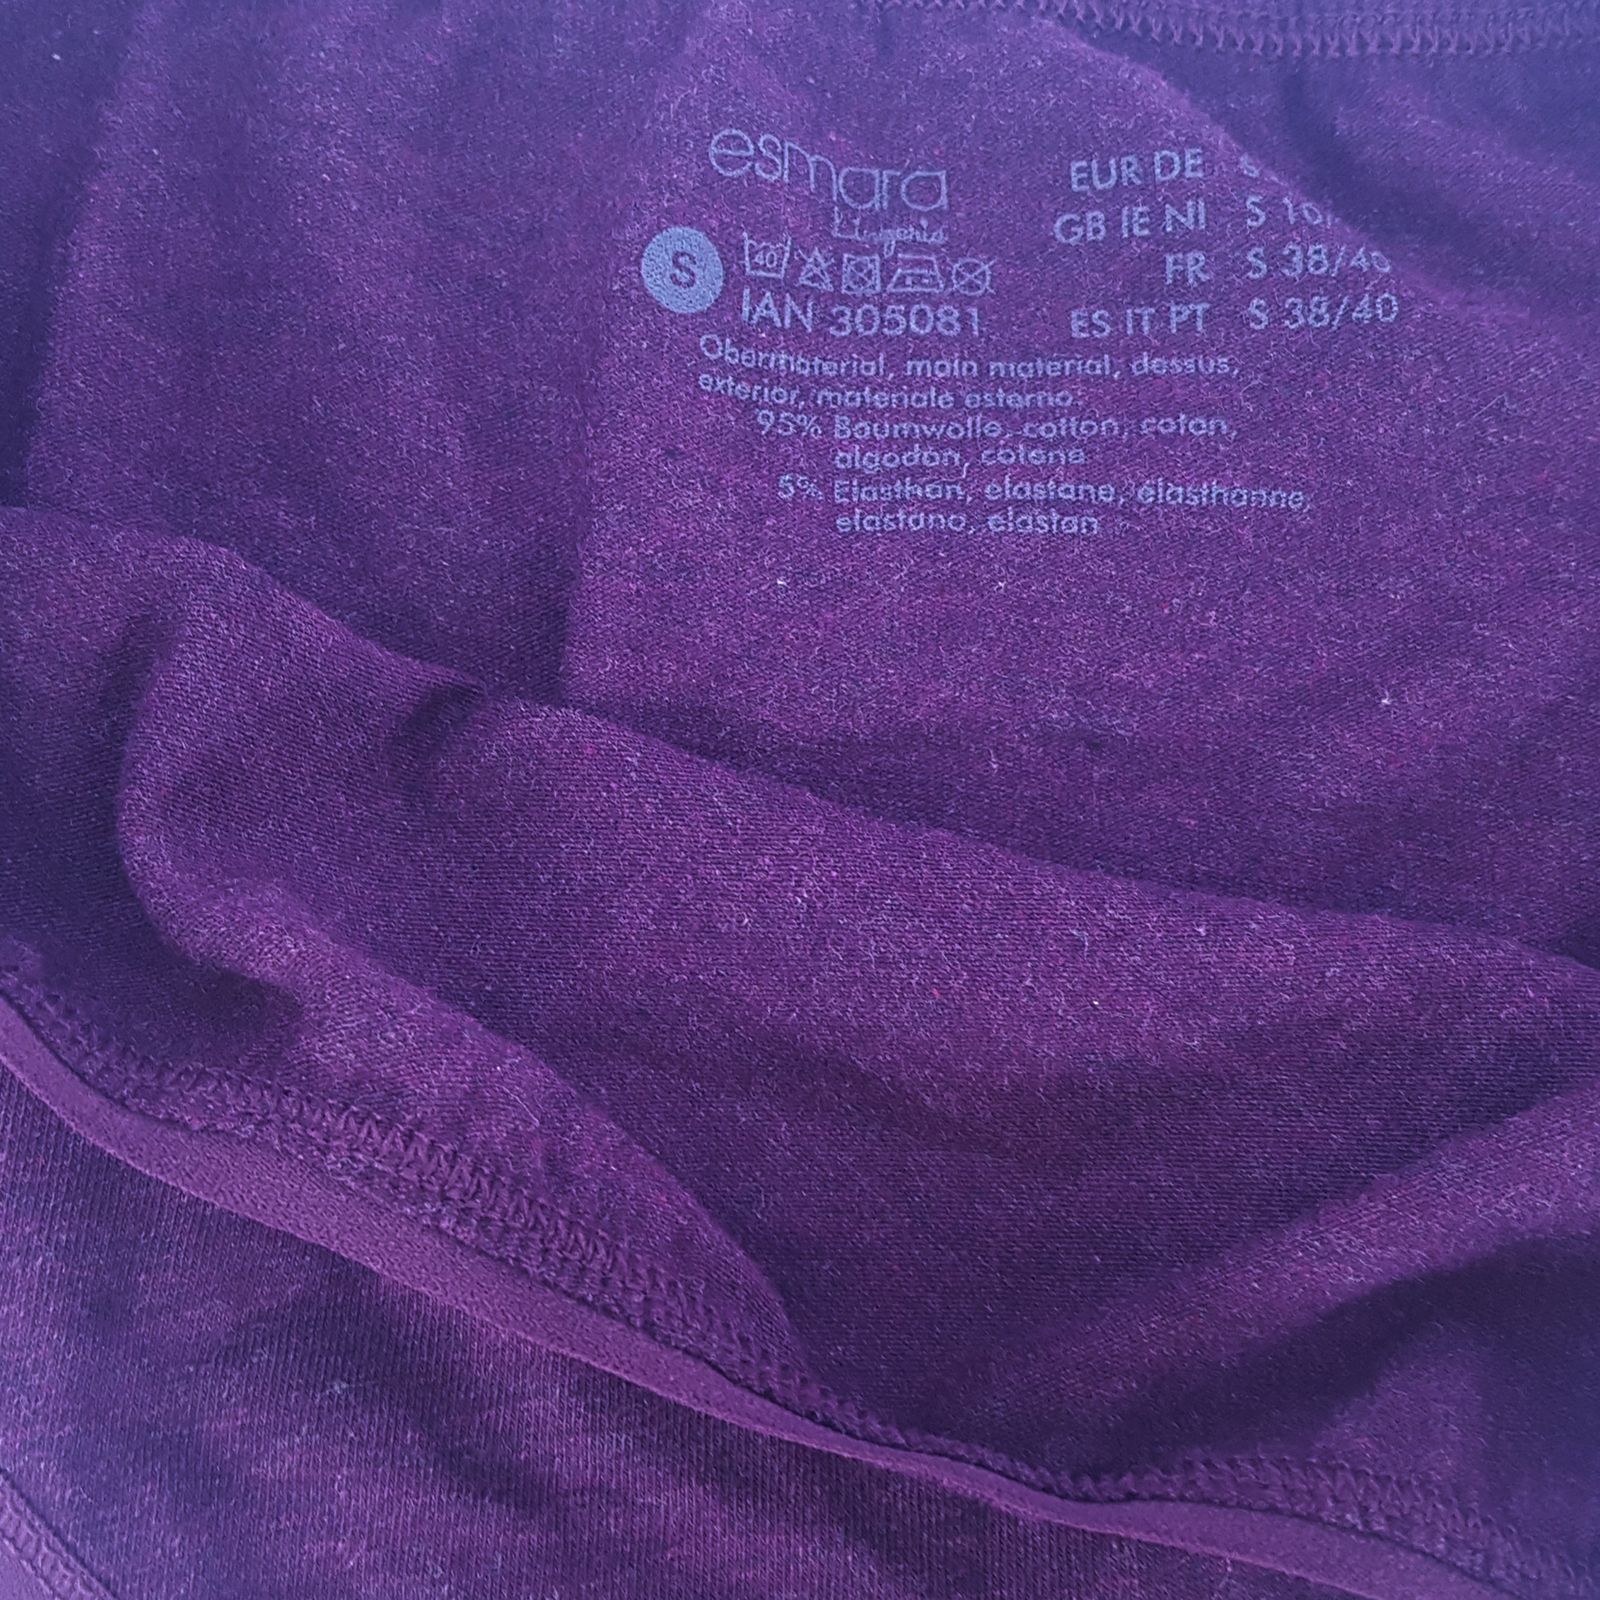 esmara
Lingerie
S
40
IAN 305081
EUR DE
GB IE NI S
FR S 38/40
ES IT PT S 38/40
Obermaterial, main material, dessus,
exterior, materiale esterno:
95% Baumwolle, cotton, coton,
algodón, cotone
5% Elasthan, elastane, élasthanne,
elastano, elastan